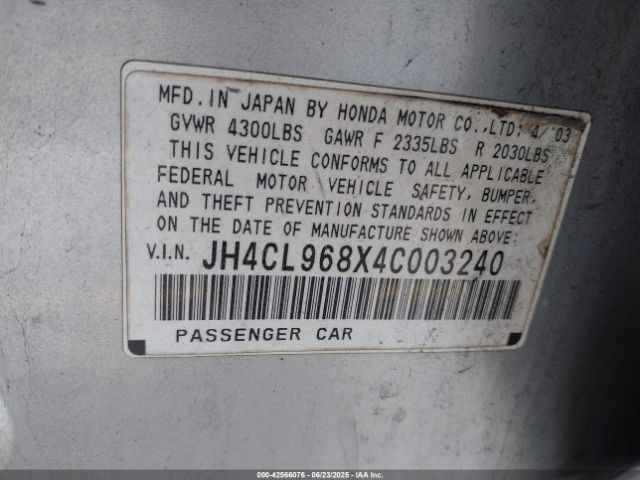 MFD. IN JAPAN BY HONDA MOTOR CO.,LTD; 4/'03
GVWR 4300LBS GAWR F 2335LBS R 2030LBS
THIS VEHICLE CONFORMS TO ALL APPLICABLE
FEDERAL MOTOR VEHICLE SAFETY, BUMPER,
AND THEFT PREVENTION STANDARDS IN EFFECT
ON THE DATE OF MANUFACTURE SHOWN ABOVE:
V.I.N. JH4CL968X4C003240
PASSENGER CAR
000-42566076 - 06/23/2025 - IAA Inc.